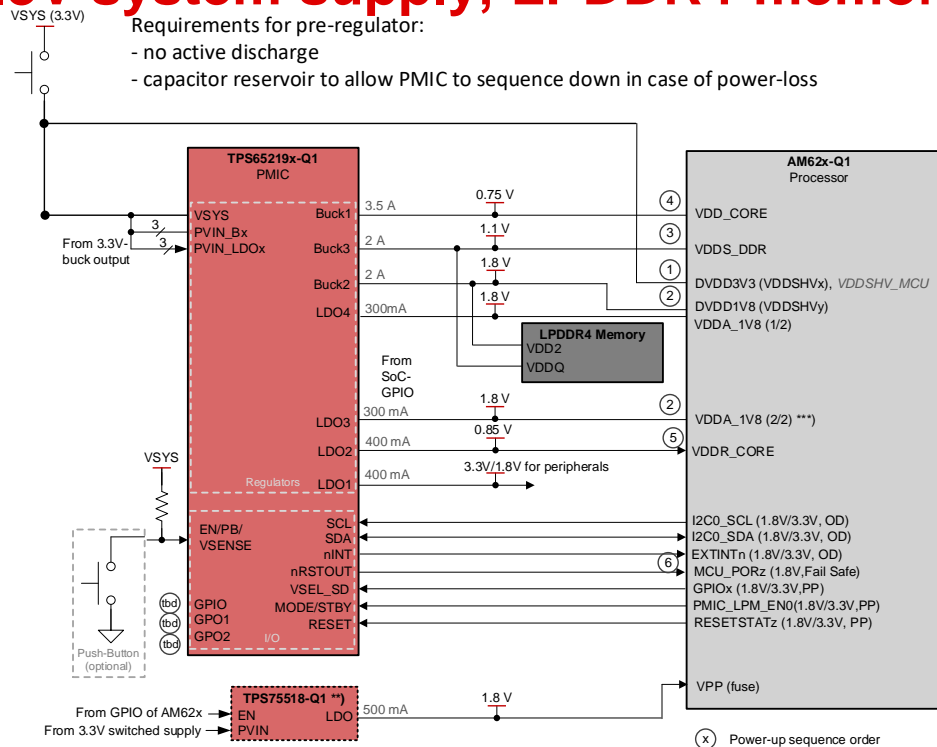 VSYS (3.3V)
Requirements for pre-regulator:
- no active discharge
- capacitor reservoir to allow PMIC to sequence down in case of power-loss
TPS65219x-Q1
PMIC
AM62x-Q1
Processor
VSYS
PVIN_Bx
PVIN_LDOx
3
3
From 3.3V-
buck output
Buck1
3.5 A
0.75 V
4
VDD_CORE
Buck3
2 A
1.1 V
3
VDDS_DDR
Buck2
2 A
1.8 V
1
DVDD3V3 (VDDSHVx), VDDSHV_MCU
2
DVDD1V8 (VDDSHVy)
LDO4
300mA
1.8 V
VDDA_1V8 (1/2)
LPDDR4 Memory
VDD2
VDDQ
From
SoC-
GPIO
LDO3
300 mA
1.8 V
2
VDDA_1V8 (2/2) ***)
LDO2
400 mA
0.85 V
5
VDDR_CORE
LDO1
400 mA
3.3V/1.8V for peripherals
Regulators
VSYS
EN/PB/
VSENSE
SCL
I2C0_SCL (1.8V/3.3V, OD)
SDA
I2C0_SDA (1.8V/3.3V, OD)
nINT
EXTINTn (1.8V/3.3V, OD)
nRSTOUT
6
MCU_PORz (1.8V,Fail Safe)
VSEL_SD
GPIOx (1.8V/3.3V,PP)
MODE/STBY
PMIC_LPM_EN0(1.8V/3.3V,PP)
RESET
RESETSTATz (1.8V/3.3V, PP)
tbd
GPIO
tbd
GPO1
tbd
GPO2
I/O
Push-Button
(optional)
TPS75518-Q1 **)
From GPIO of AM62x
EN
From 3.3V switched supply
PVIN
LDO
500 mA
1.8 V
VPP (fuse)
x
Power-up sequence order